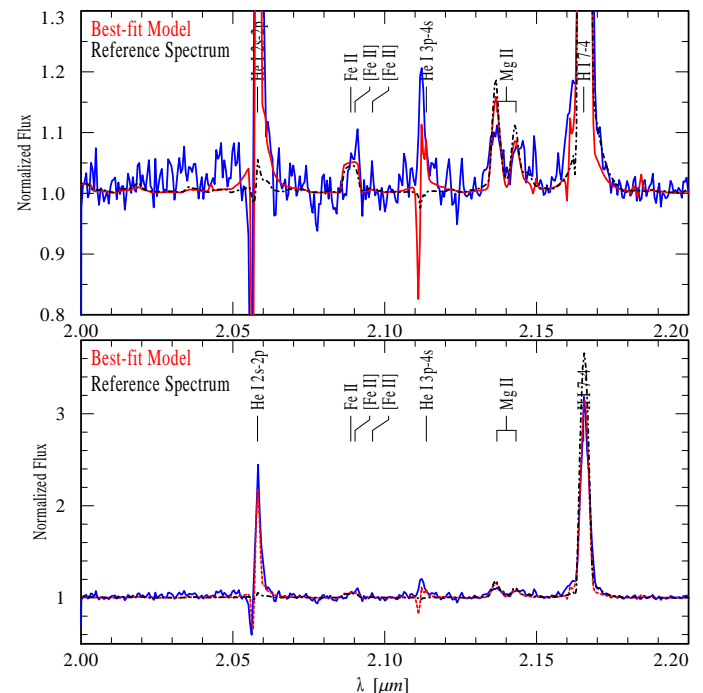 1.3
1.2
1.1
1.0
0.9
0.8
Normalized Flux
Best-fit Model
Reference Spectrum
He I 2s-2p
Fe II
[Fe II]
[Fe II]
He I 3p-4s
Mg II
H I 7-4
2.00
2.05
2.10
2.15
2.20
3
2
1
Normalized Flux
Best-fit Model
Reference Spectrum
He I 2s-2p
Fe II
[Fe II]
[Fe II]
He I 3p-4s
Mg II
H I 7-4
2.00
2.05
2.10
2.15
2.20
λ [μm]